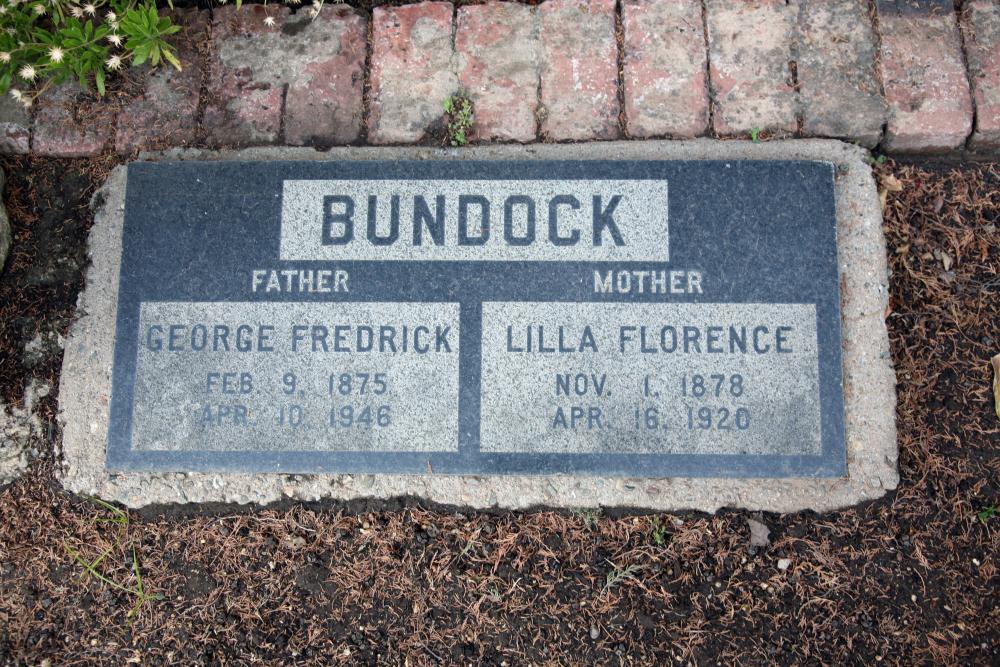 BUNDOCK
FATHER MOTHER
GEORGE FREDRICK
FEB. 9, 1875
APR. 10, 1946
LILLA FLORENCE
NOV. 1, 1878
APR. 16, 1920